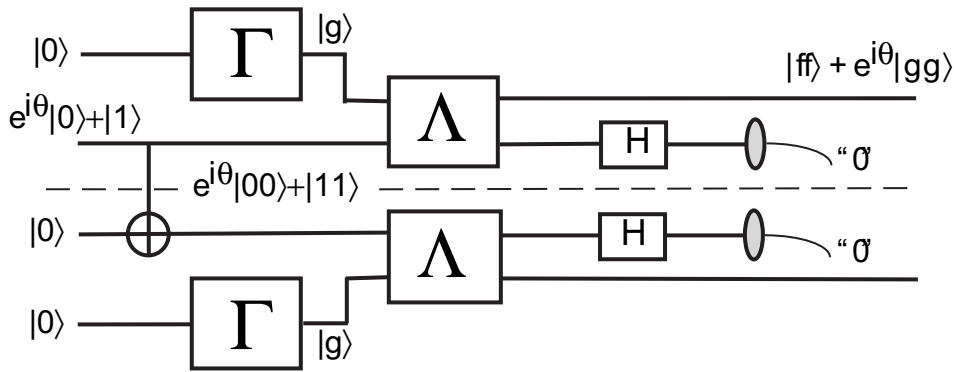 |0⟩ Γ |g⟩
Λ
|ff⟩ + e^{iθ}|gg⟩
e^{iθ}|0⟩+|1⟩
H
“0”
e^{iθ}|00⟩+|11⟩
|0⟩
Λ
H
“0”
|0⟩ Γ |g⟩